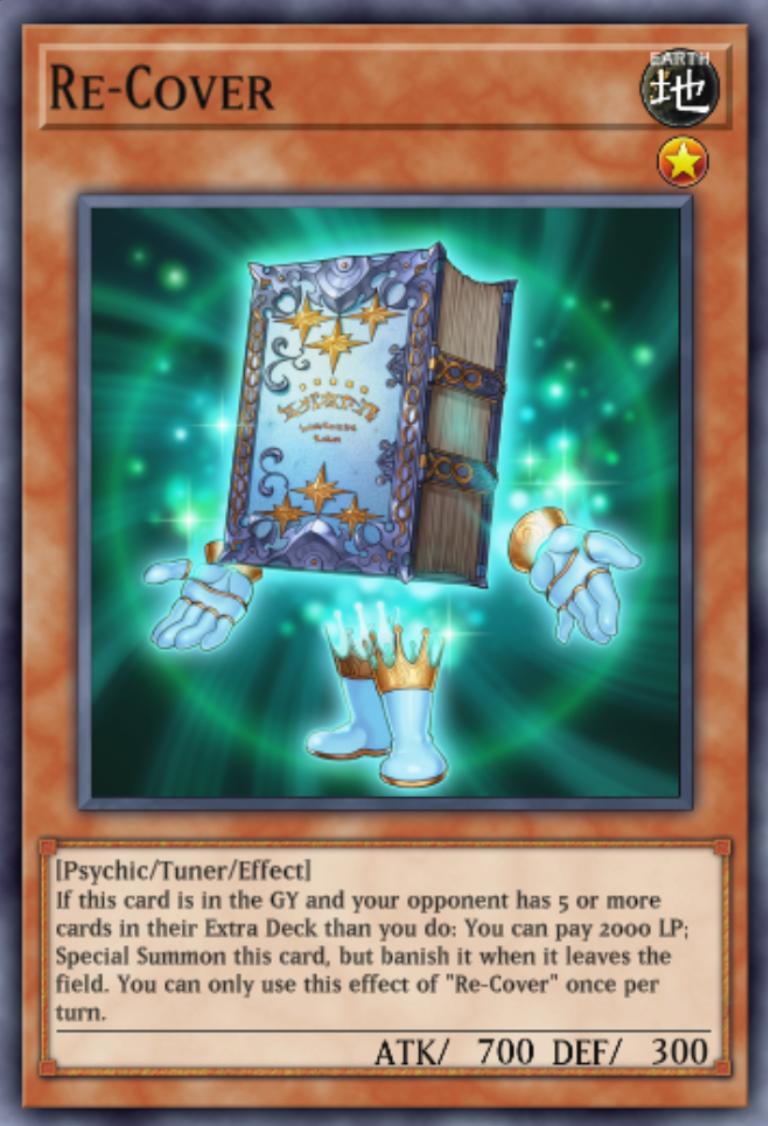 Re-Cover
EARTH
地
[Psychic/Tuner/Effect]
If this card is in the GY and your opponent has 5 or more
cards in their Extra Deck than you do: You can pay 2000 LP;
Special Summon this card, but banish it when it leaves the
field. You can only use this effect of "Re-Cover" once per
turn.
ATK/ 700 DEF/ 300